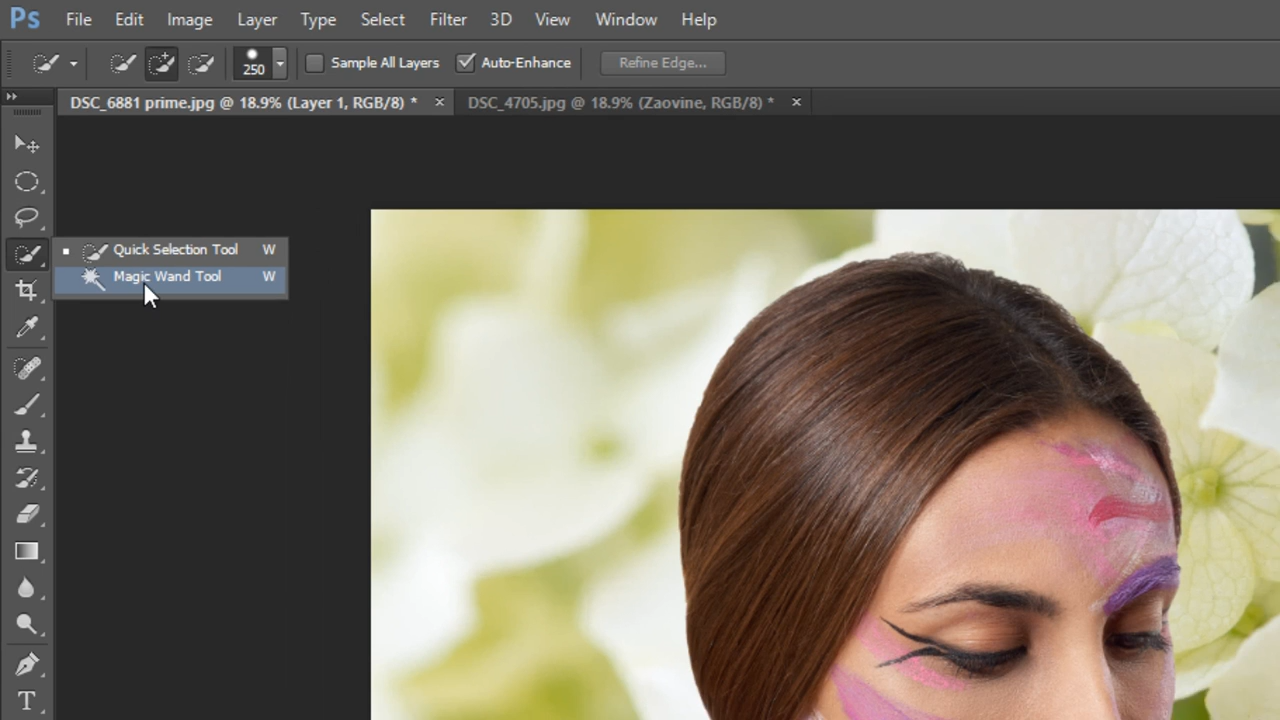 Ps File Edit Image Layer Type Select Filter 3D View Window Help
250 Sample All Layers Auto-Enhance Refine Edge...
DSC_6881 prime.jpg @ 18.9% (Layer 1, RGB/8) * × DSC_4705.jpg @ 18.9% (Zaovine, RGB/8) * ×
Quick Selection Tool W
Magic Wand Tool W
T